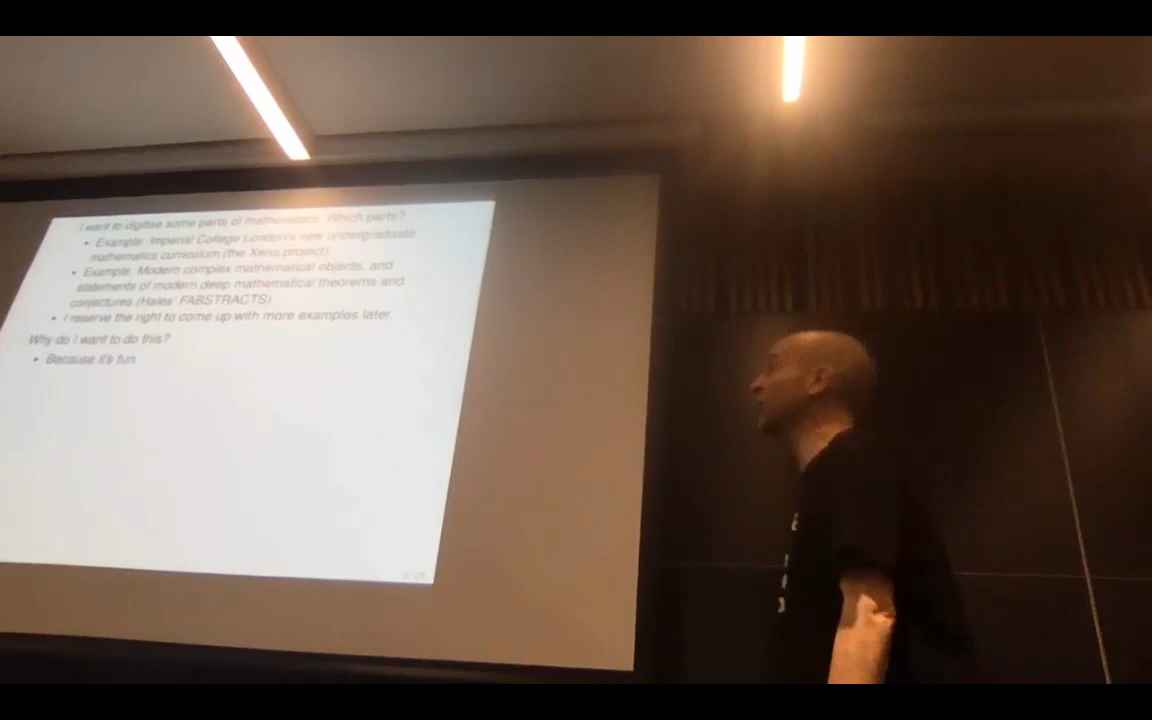 I want to digitise some parts of mathematics. Which parts?
• Example: Imperial College London's new undergraduate
mathematics curriculum (the Xena project).
• Example: Modern complex mathematical objects, and
statements of modern deep mathematical theorems and
conjectures (Hales' FABSTRACTS)
• I reserve the right to come up with more examples later.
Why do I want to do this?
• Because it's fun.